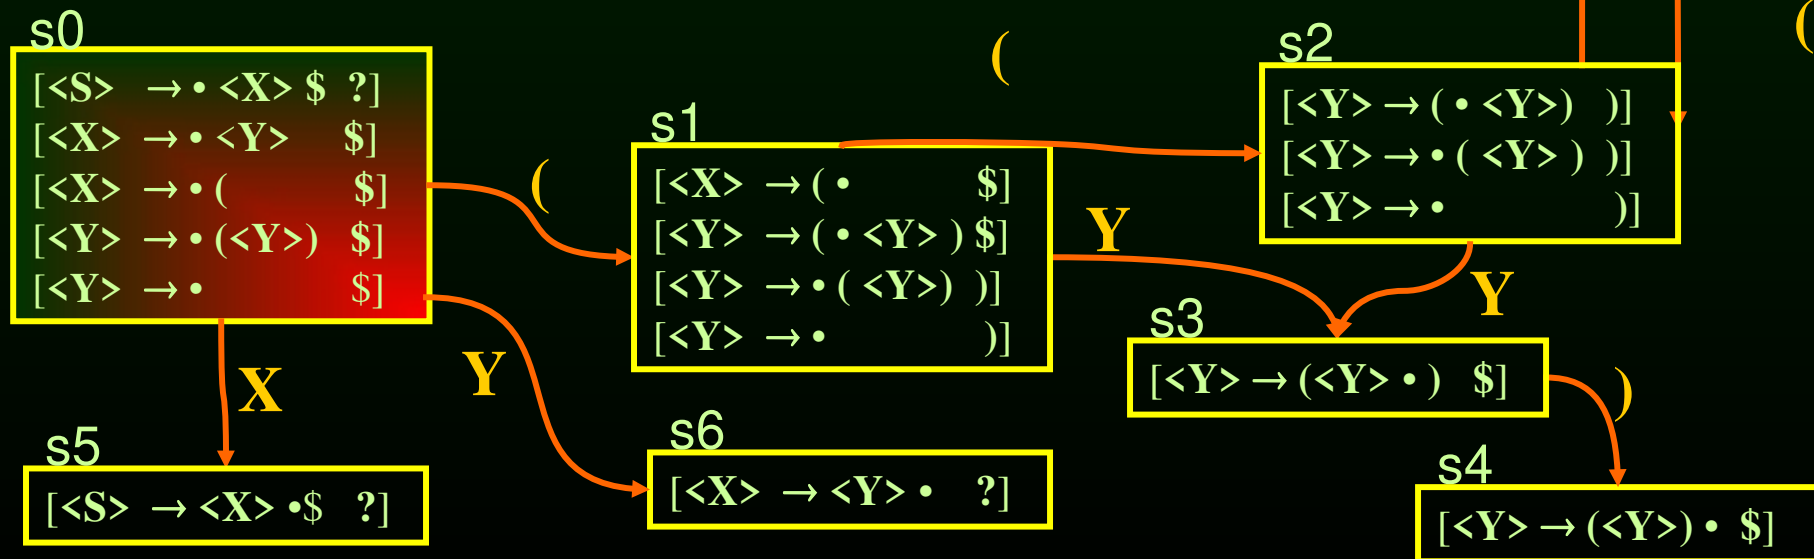 s0
[<S> → • <X> $ ?]
[<X> → • <Y> $]
[<X> → • ( $]
[<Y> → • (<Y>) $]
[<Y> → • $]
(
X
Y
s1
[<X> → ( • $]
[<Y> → ( • <Y> ) $]
[<Y> → • ( <Y>) )]
[<Y> → • )]
(
Y
s2
[<Y> → ( • <Y>) )]
[<Y> → • ( <Y> ) )]
[<Y> → • )]
(
Y
s3
[<Y> → (<Y> • ) $]
)
s4
[<Y> → (<Y>) • $]
s5
[<S> → <X> •$ ?]
s6
[<X> → <Y> • ?]